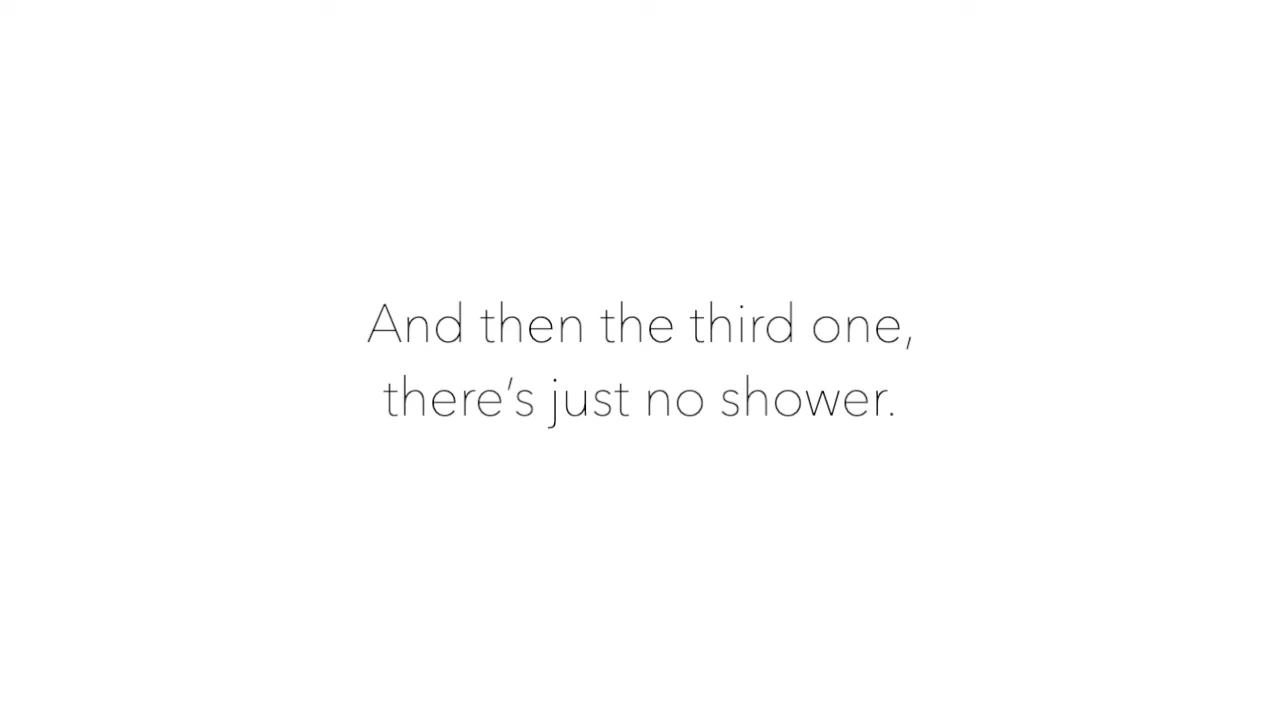 And then the third one,
there’s just no shower.